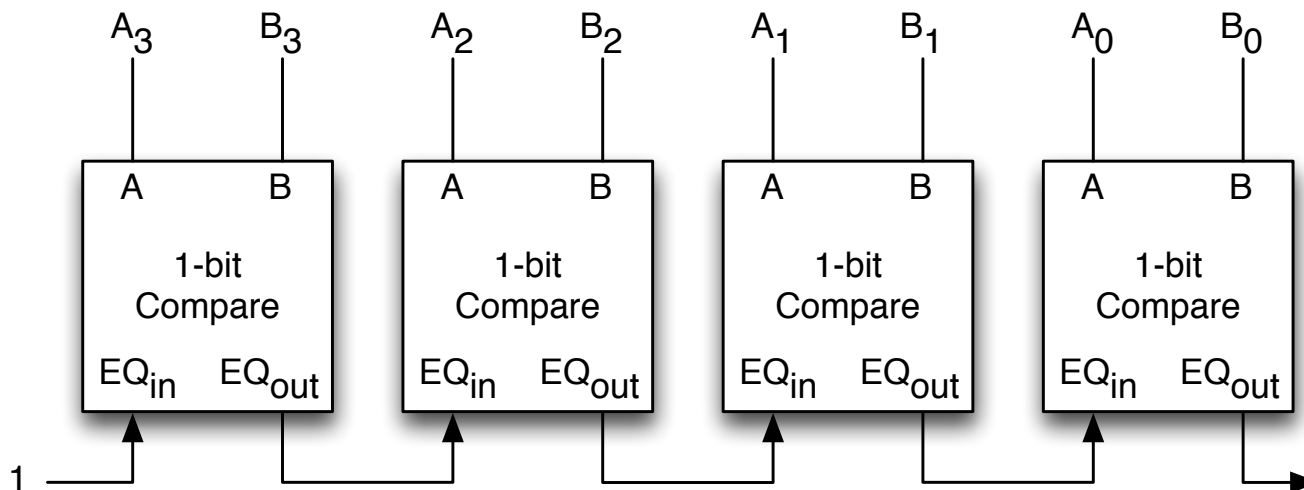 A3 B3 A2 B2 A1 B1 A0 B0
A B A B A B A B
1-bit 1-bit 1-bit 1-bit
Compare Compare Compare Compare
EQin EQout EQin EQout EQin EQout EQin EQout
1